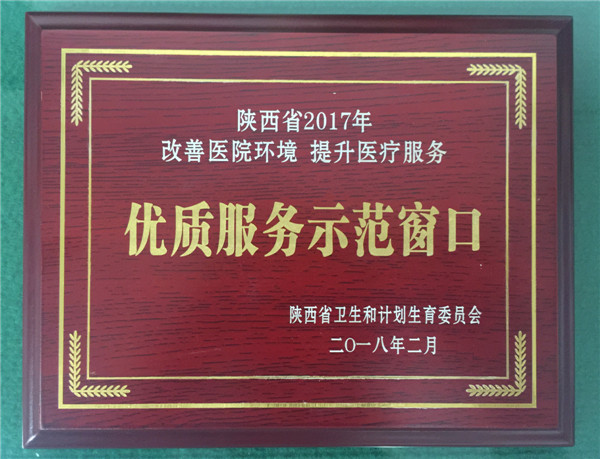 陕西省2017年
改善医院环境 提升医疗服务
优质服务示范窗口
陕西省卫生和计划生育委员会
二〇一八年二月